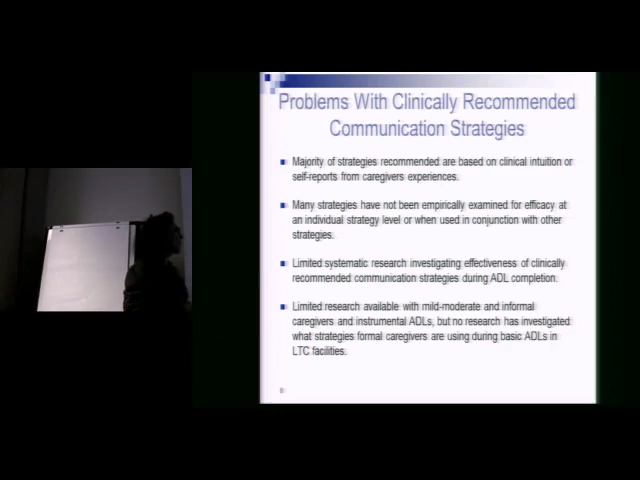 Problems With Clinically Recommended
Communication Strategies
Majority of strategies recommended are based on clinical intuition or
self-reports from caregivers experiences.
Many strategies have not been empirically examined for efficacy at
an individual strategy level or when used in conjunction with other
strategies.
Limited systematic research investigating effectiveness of clinically
recommended communication strategies during ADL completion.
Limited research available with mild-moderate and informal
caregivers and instrumental ADLs, but no research has investigated
what strategies formal caregivers are using during basic ADLs in
LTC facilities.